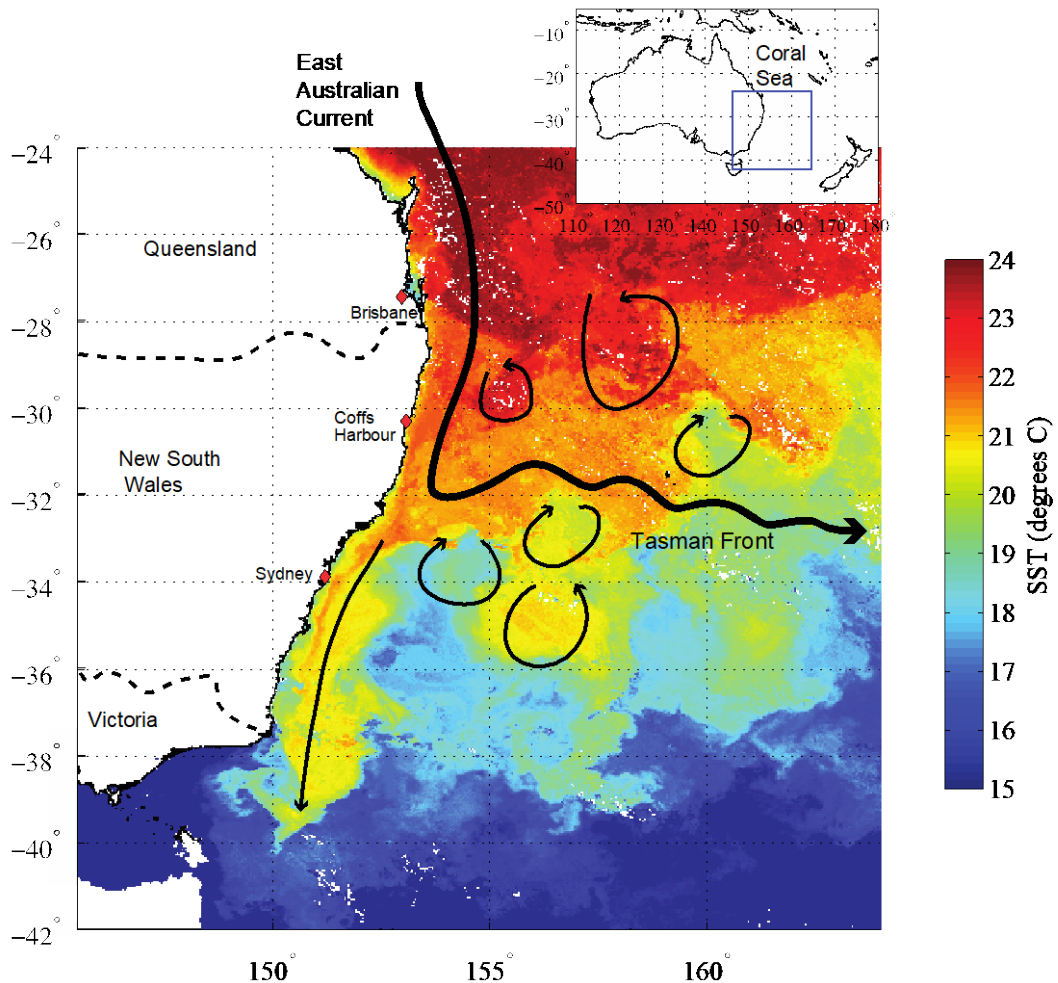 East
Australian
Current
Coral
Sea
−10°
−20°
−30°
−40°
−50°
110° 120° 130° 140° 150° 160° 170° 180°
−24°
−26°
−28°
−30°
−32°
−34°
−36°
−38°
−40°
−42°
Queensland
Brisbane
Coffs
Harbour
New South
Wales
Tasman Front
Sydney
Victoria
150° 155° 160°
24
23
22
21
20
19
18
17
16
15
SST (degrees C)